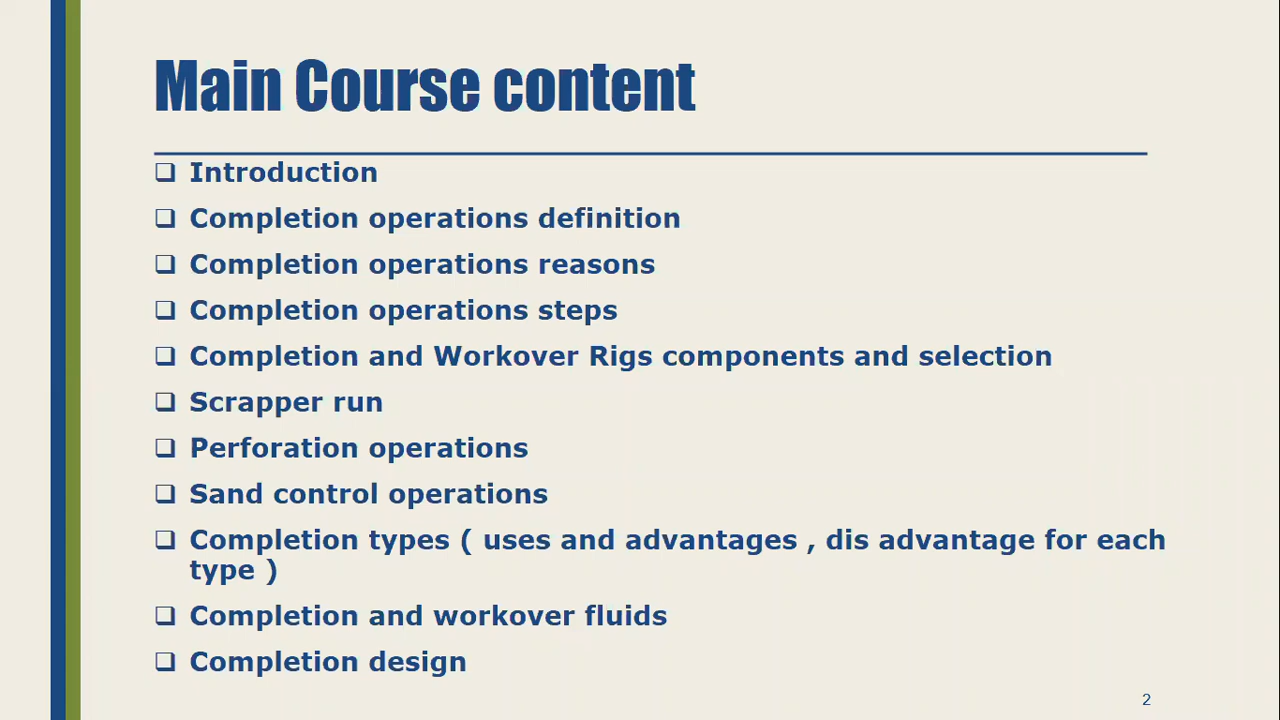 Main Course content
❑ Introduction
❑ Completion operations definition
❑ Completion operations reasons
❑ Completion operations steps
❑ Completion and Workover Rigs components and selection
❑ Scrapper run
❑ Perforation operations
❑ Sand control operations
❑ Completion types ( uses and advantages , dis advantage for each
type )
❑ Completion and workover fluids
❑ Completion design
2